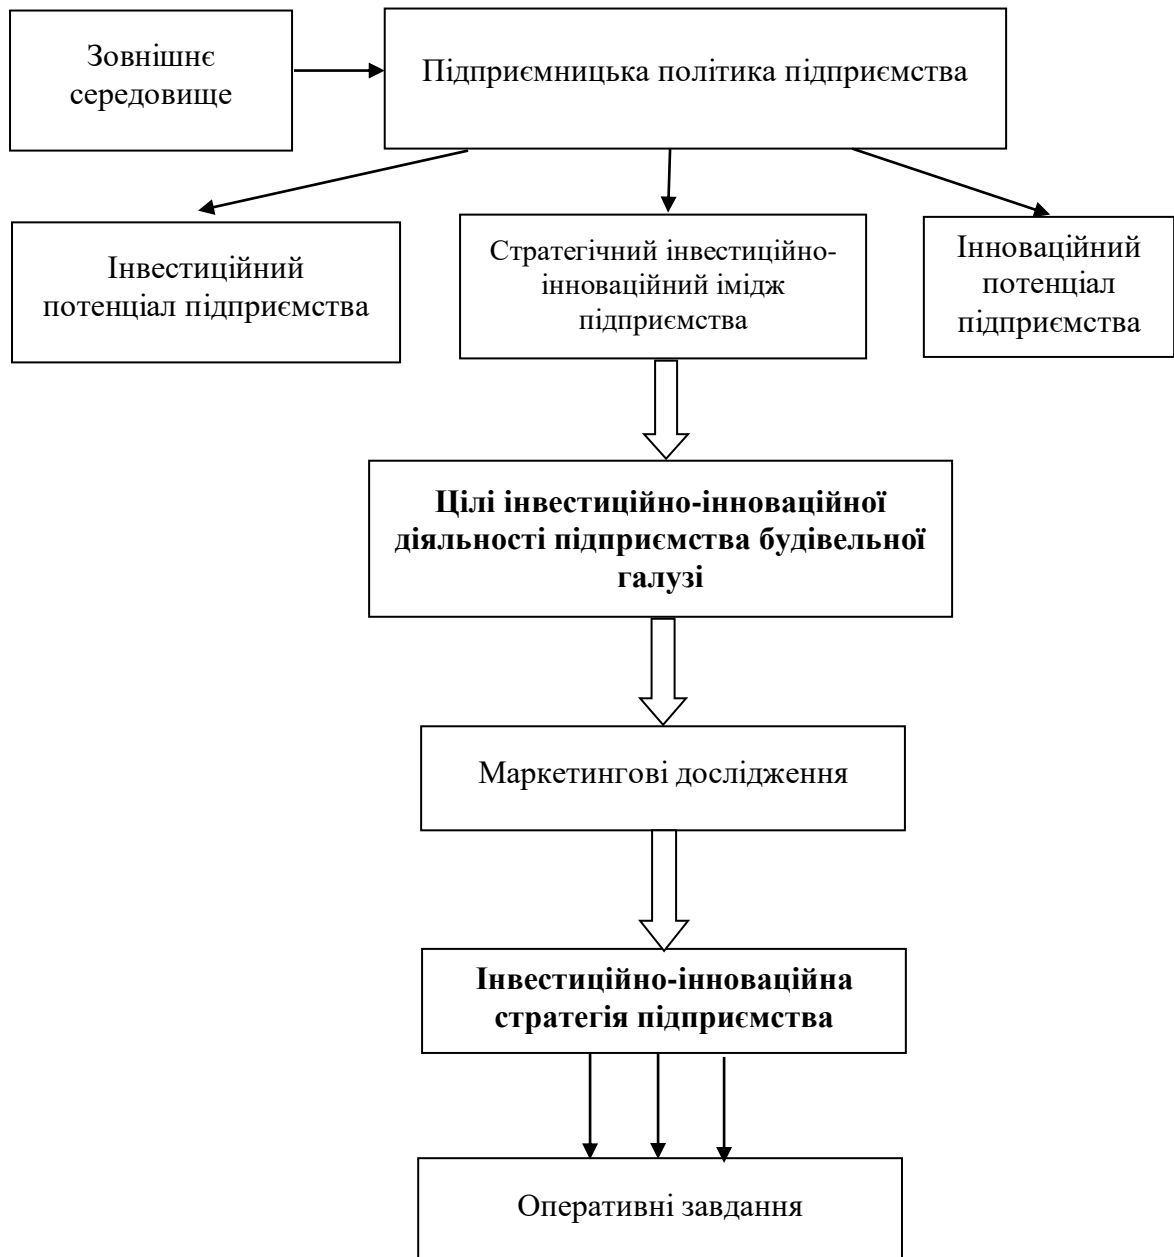 Зовнішнє
середовище
Підприємницька політика підприємства
Інвестиційний
потенціал підприємства
Стратегічний інвестиційно-
інноваційний імідж
підприємства
Інноваційний
потенціал
підприємства
Цілі інвестиційно-інноваційної
діяльності підприємства будівельної
галузі
Маркетингові дослідження
Інвестиційно-інноваційна
стратегія підприємства
Оперативні завдання